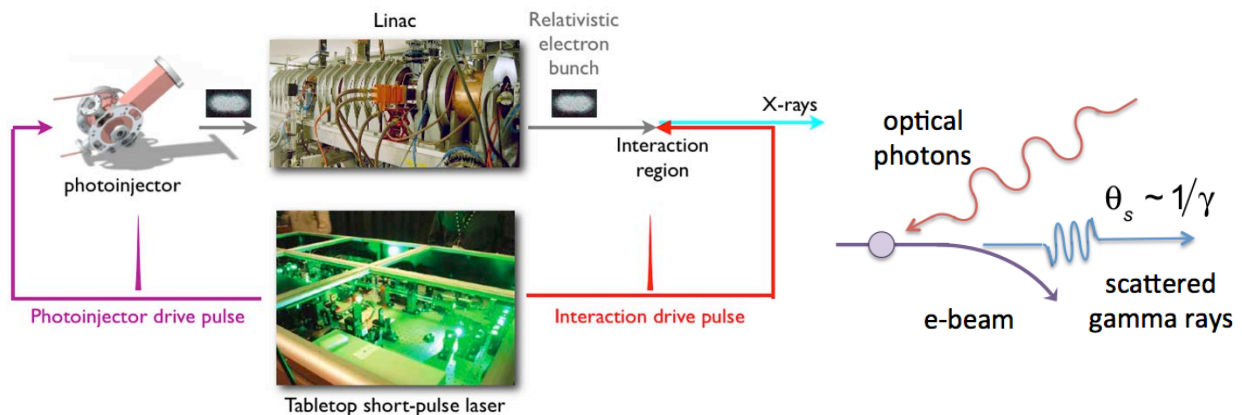 Linac
Relativistic
electron
bunch
X-rays
photoinjector
Interaction
region
Photoinjector drive pulse
Interaction drive pulse
Tabletop short-pulse laser
optical
photons
θₛ ~ 1/γ
scattered
gamma rays
e-beam